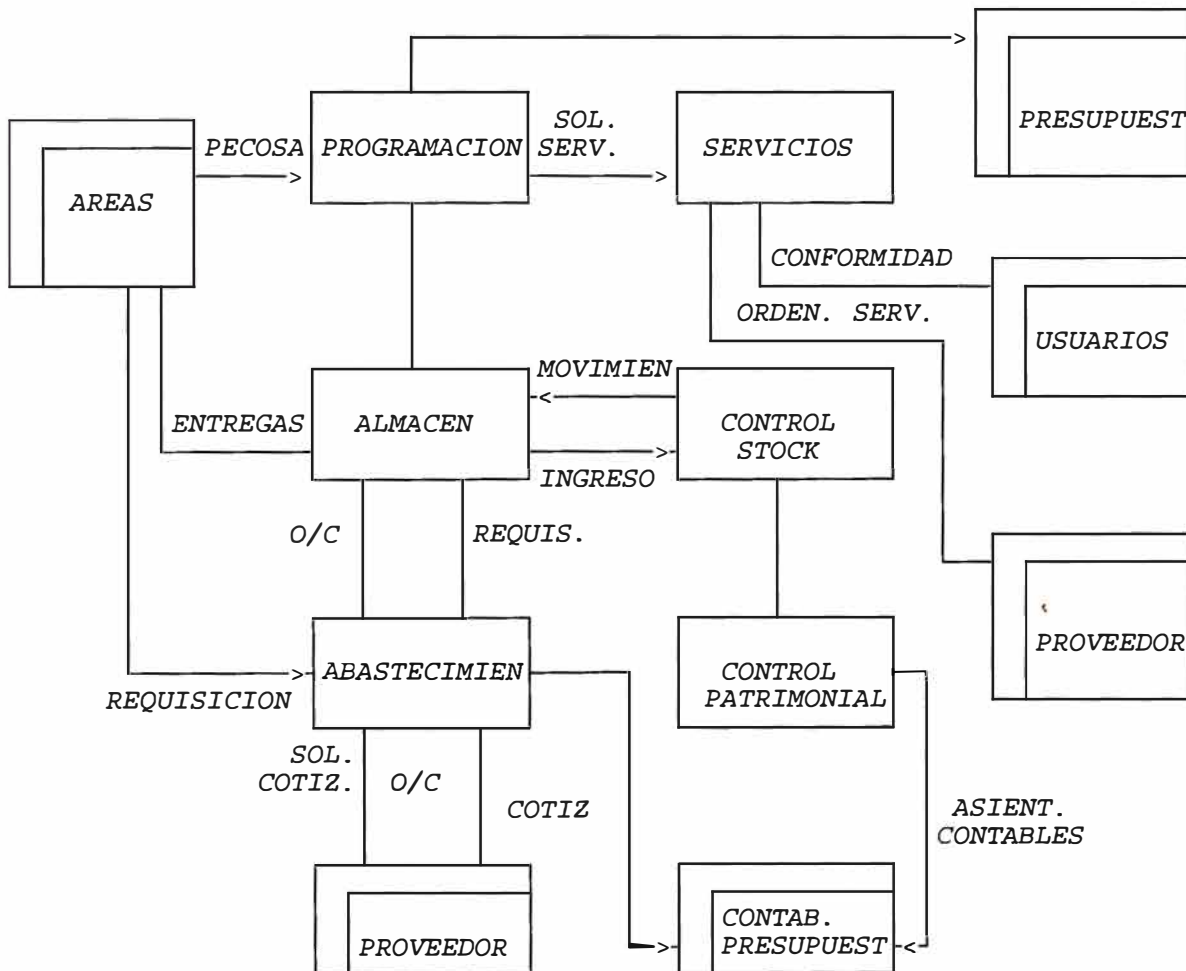 PRESUPUEST
SOL.
SERV.
PECOSA
PROGRAMACION
SERVICIOS
AREAS
CONFORMIDAD
ORDEN. SERV.
USUARIOS
MOVIMIEN
ENTREGAS
ALMACEN
CONTROL
STOCK
INGRESO
O/C
REQUIS.
PROVEEDOR
ABASTECIMIEN
CONTROL
PATRIMONIAL
REQUISICION
SOL.
COTIZ.
O/C
COTIZ
ASIENT.
CONTABLES
PROVEEDOR
CONTAB.
PRESUPUEST